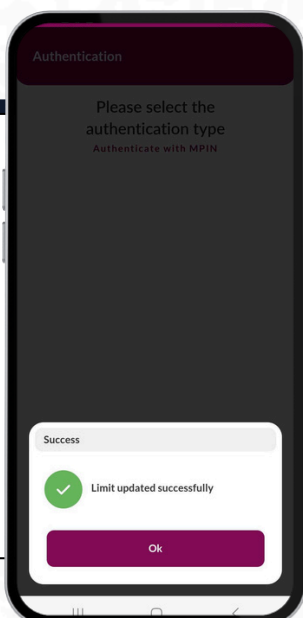 Authentication
Please select the
authentication type
Authenticate with MPIN
Success
Limit updated successfully
Ok